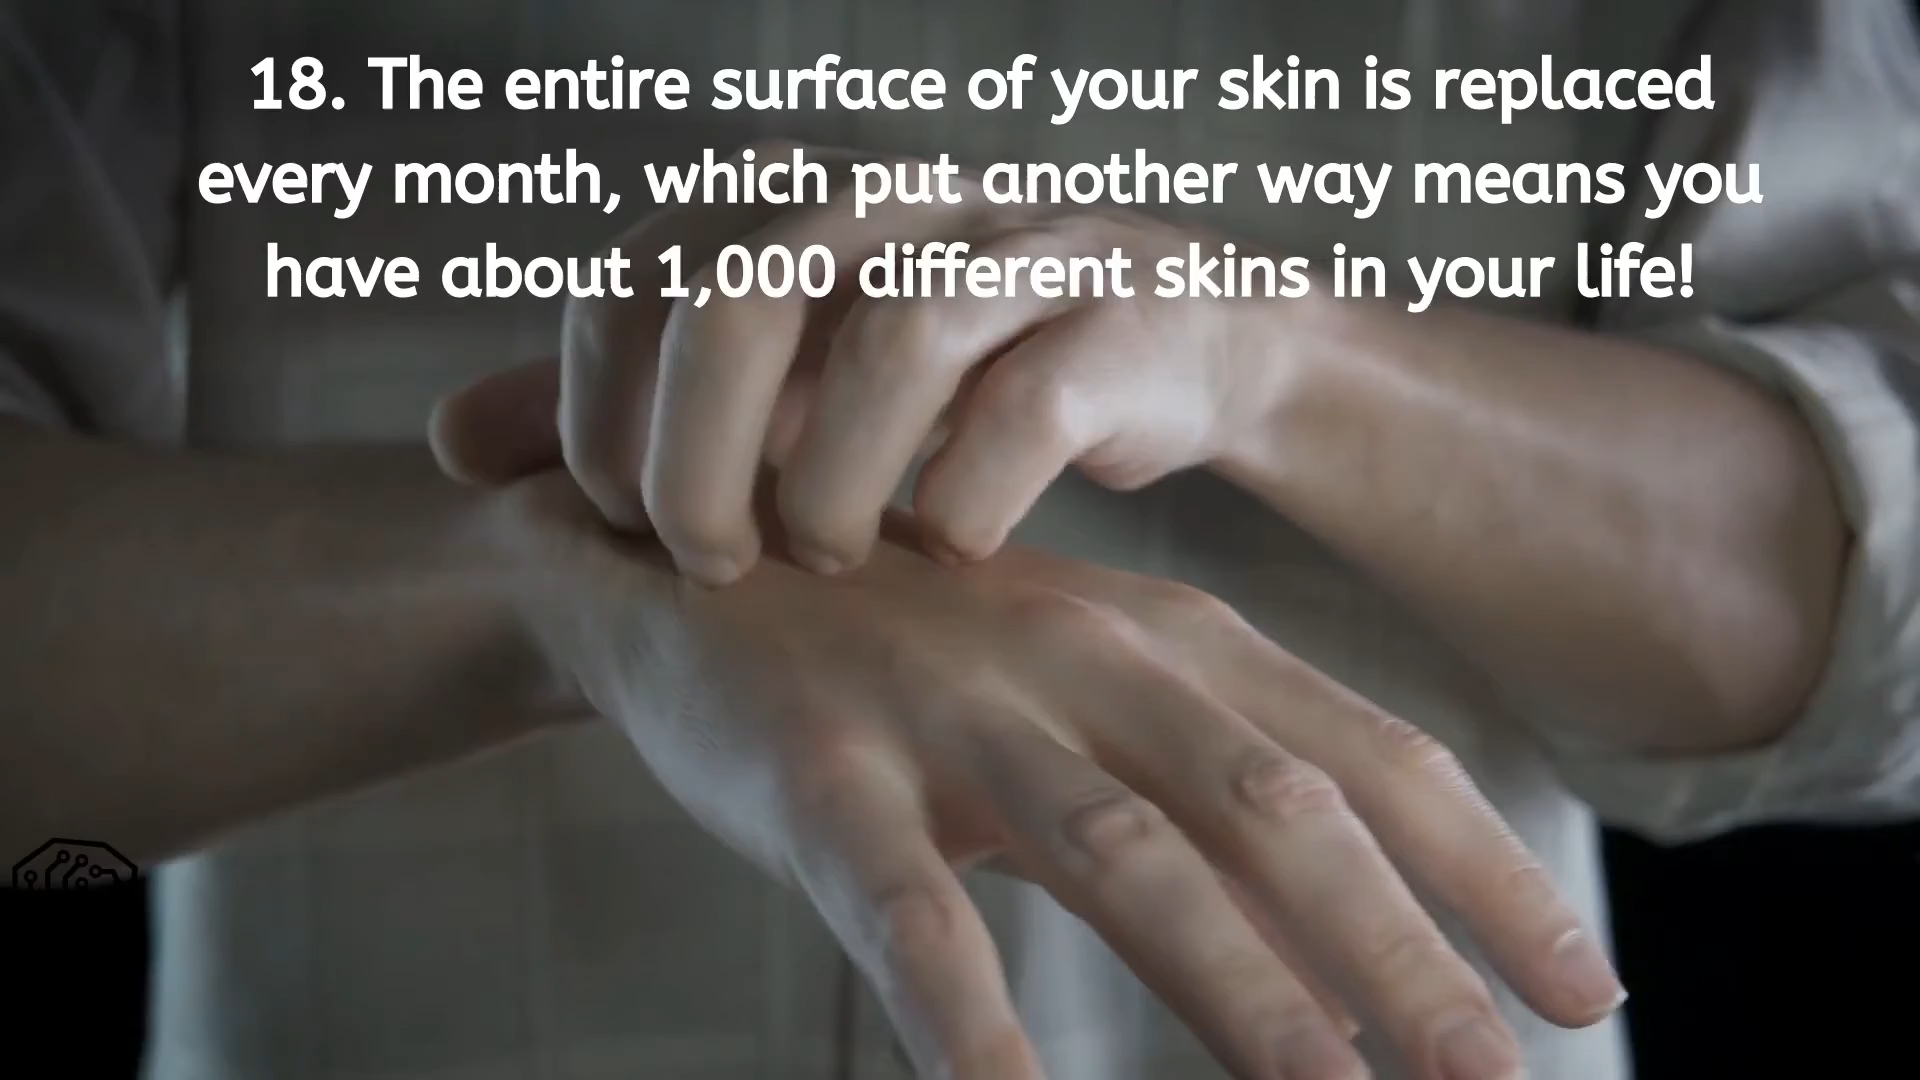 18. The entire surface of your skin is replaced
every month, which put another way means you
have about 1,000 different skins in your life!